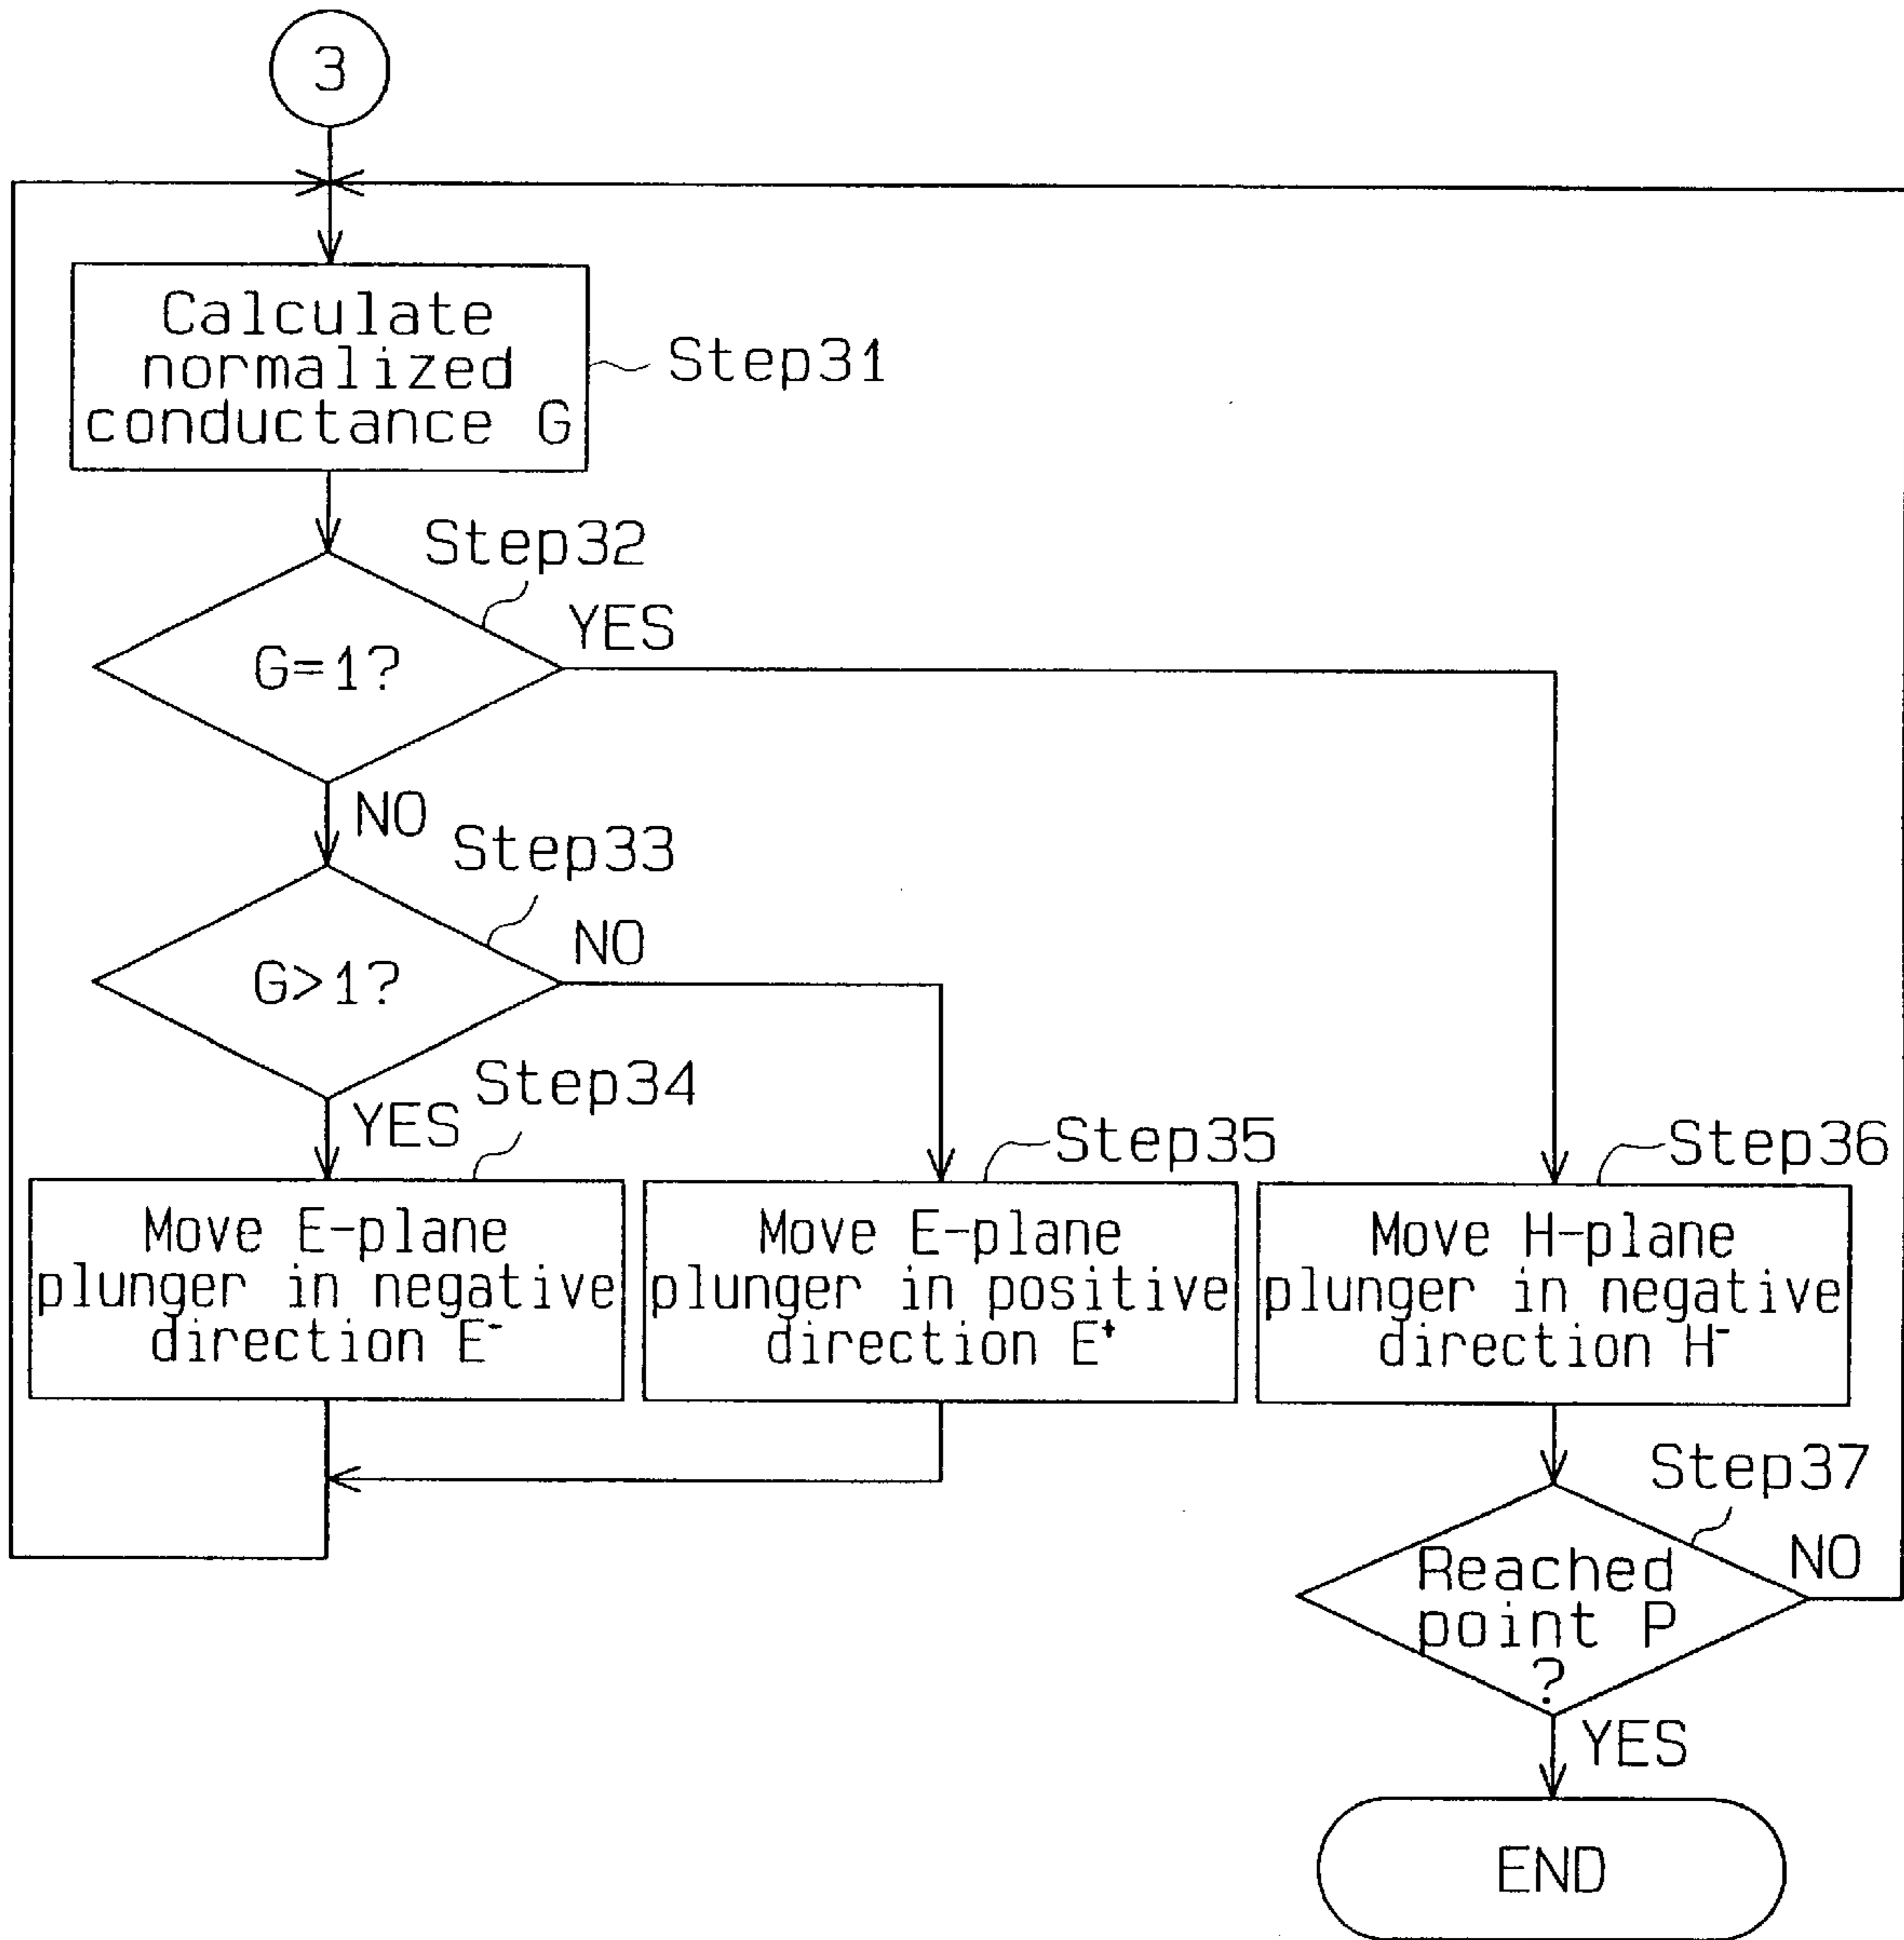 3
Calculate
normalized
conductance G
Step31
Step32
YES
G=1?
NO
Step33
NO
G>1?
Step34
YES
Step35
Step36
Move E-plane
plunger in negative
direction E⁻
Move E-plane
plunger in positive
direction E⁺
Move H-plane
plunger in negative
direction H⁻
Step37
NO
Reached
point P
?
YES
END